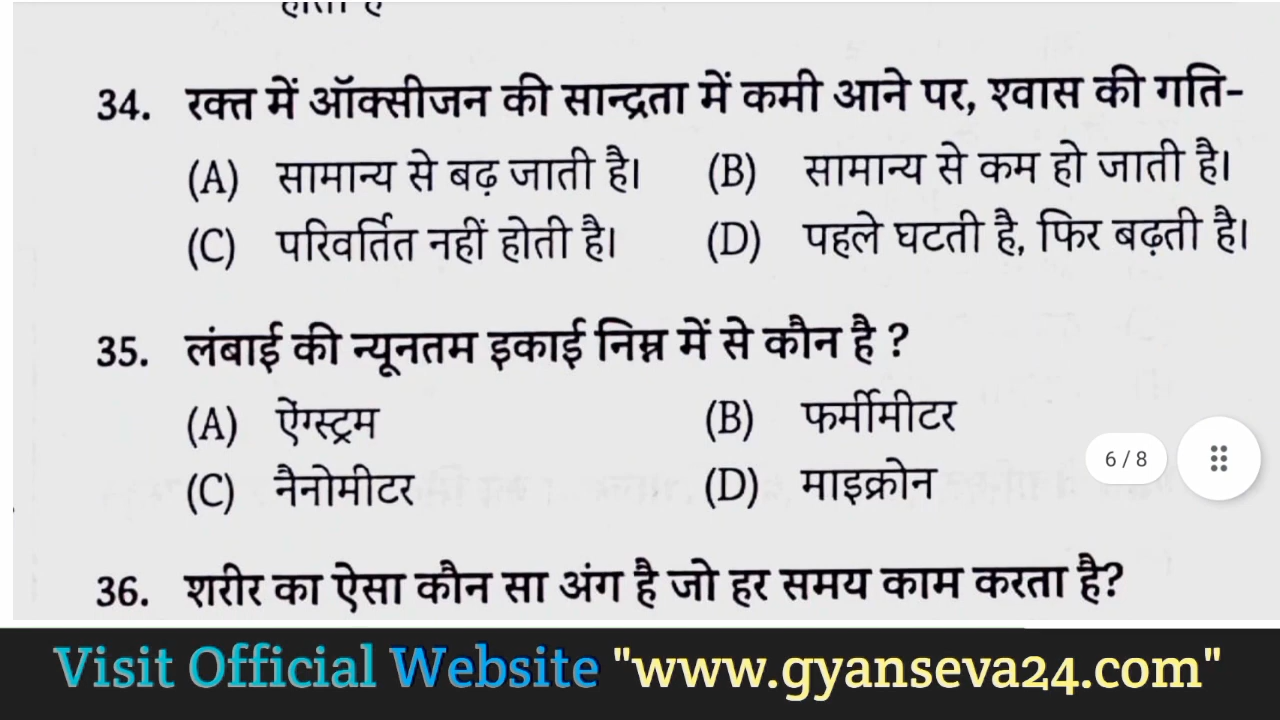 होता है
34. रक्त में ऑक्सीजन की सान्द्रता में कमी आने पर, श्वास की गति-
(A) सामान्य से बढ़ जाती है। (B) सामान्य से कम हो जाती है।
(C) परिवर्तित नहीं होती है। (D) पहले घटती है, फिर बढ़ती है।
35. लंबाई की न्यूनतम इकाई निम्न में से कौन है ?
(A) ऐंग्स्ट्रम (B) फर्मीमीटर
(C) नैनोमीटर (D) माइक्रोन
6 / 8
36. शरीर का ऐसा कौन सा अंग है जो हर समय काम करता है?
Visit Official Website "www.gyanseva24.com"